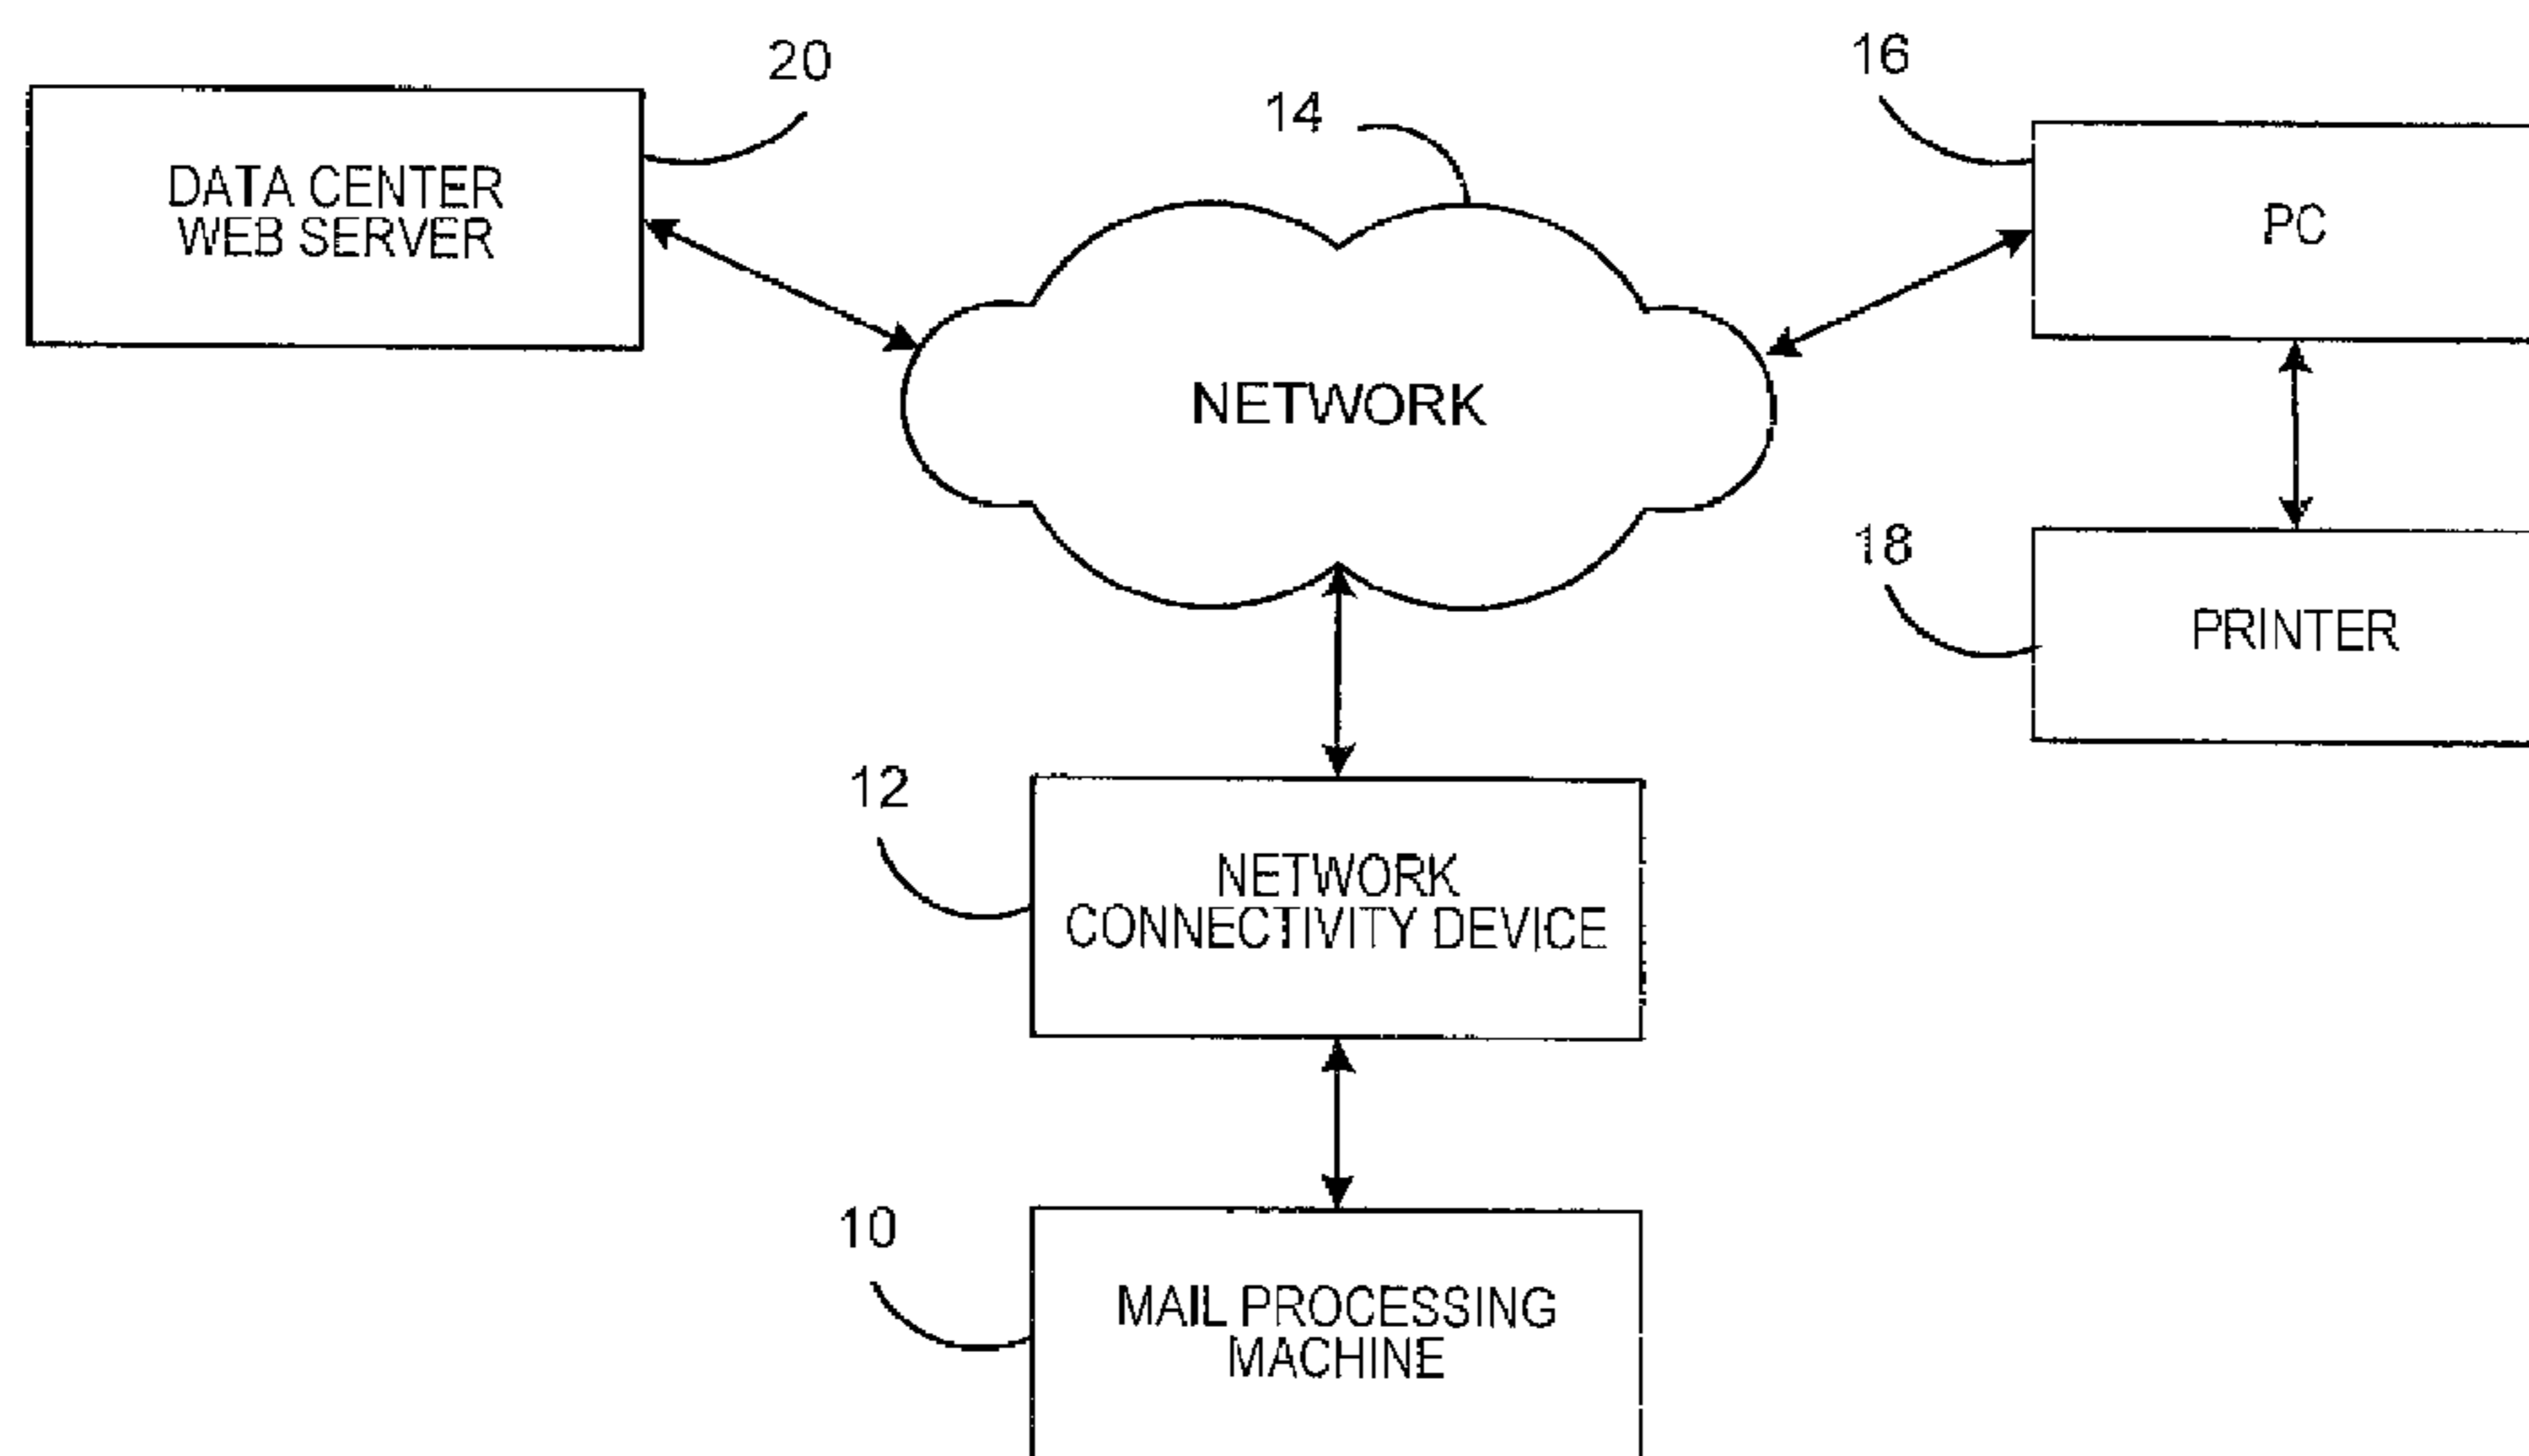 20
DATA CENTER
WEB SERVER
14
16
PC
NETWORK
18
PRINTER
12
NETWORK
CONNECTIVITY DEVICE
10
MAIL PROCESSING
MACHINE